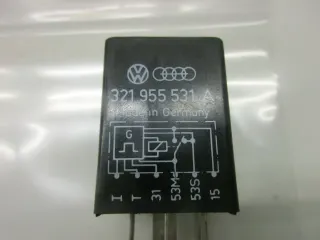 321 955 531 A
Made in Germany
G
I T 31 53M 53S 15